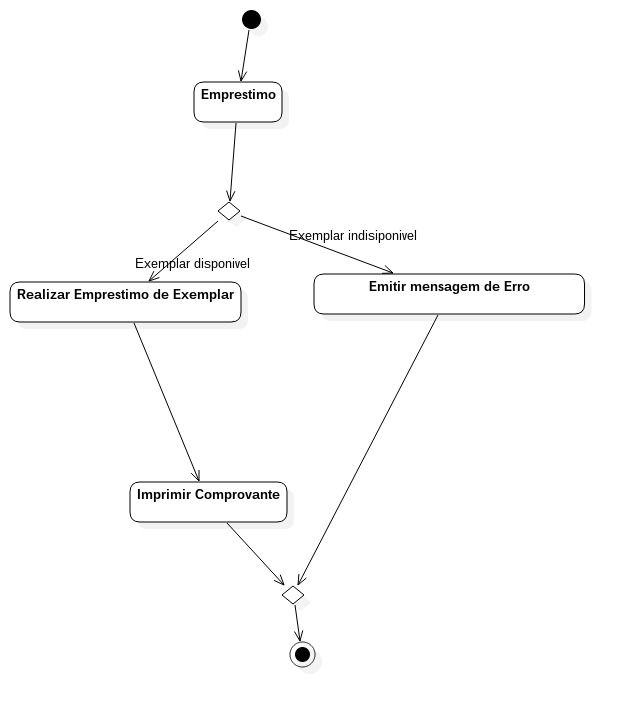 Emprestimo
Exemplar indisiponivel
Exemplar disponivel
Realizar Emprestimo de Exemplar
Emitir mensagem de Erro
Imprimir Comprovante